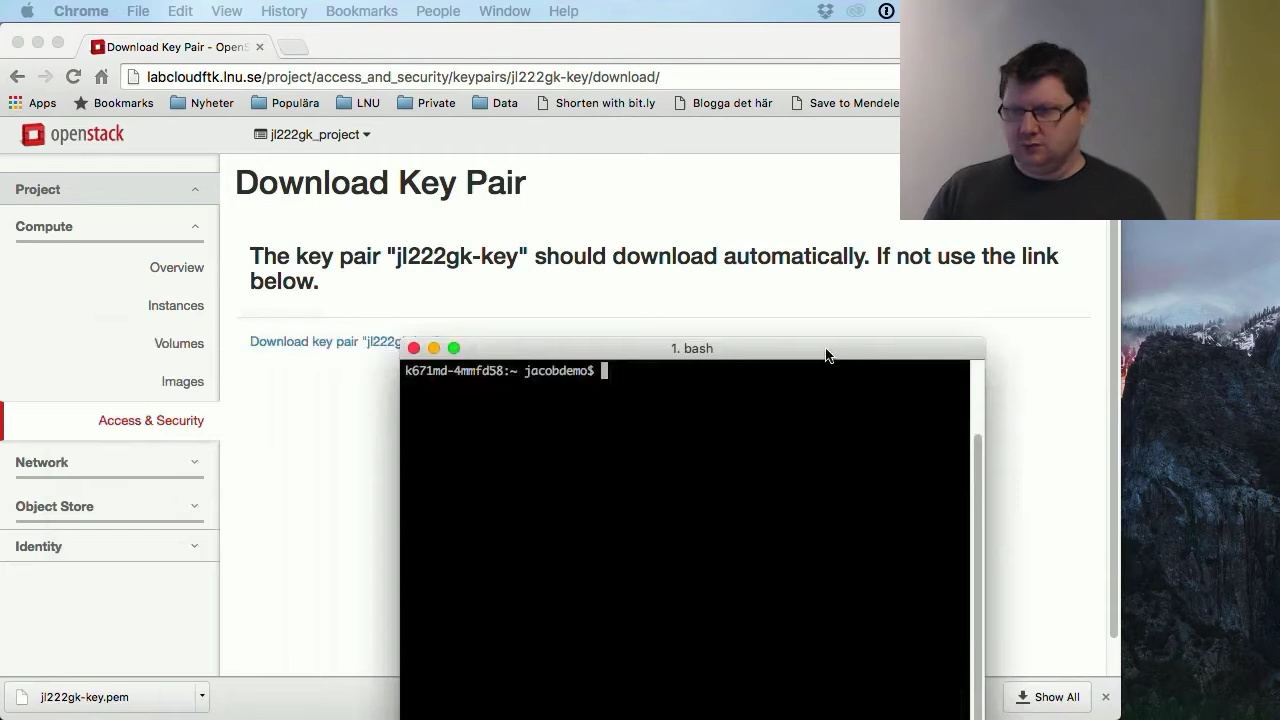 Chrome File Edit View History Bookmarks People Window Help
Download Key Pair - OpenS
labcloudftk.lnu.se/project/access_and_security/keypairs/jl222gk-key/download/
Apps Bookmarks Nyheter Populära LNU Private Data Shorten with bit.ly Blogga det här Save to Mendele
openstack jl222gk_project
Project
Compute
Overview
Instances
Volumes
Images
Access & Security
Network
Object Store
Identity
Download Key Pair
The key pair "jl222gk-key" should download automatically. If not use the link
below.
Download key pair "jl222g
1. bash
k671md-4mmfd58:~ jacobdemo$
jl222gk-key.pem
Show All